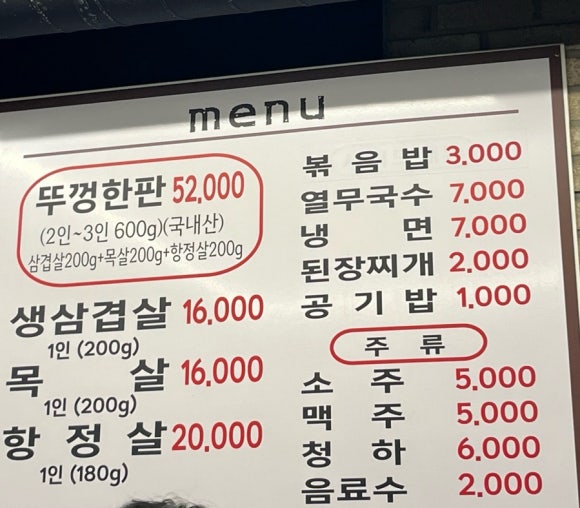 menu
뚜껑한판 52,000
(2인~3인 600g)(국내산)
삼겹살200g+목살200g+항정살200g
생삼겹살 16,000
1인 (200g)
목 살 16,000
1인 (200g)
항 정 살 20,000
1인 (180g)
볶 음 밥 3.000
열무국수 7,000
냉 면 7,000
된장찌개 2.000
공 기 밥 1.000
주 류
소 주 5.000
맥 주 5.000
청 하 6.000
음료수 2.000